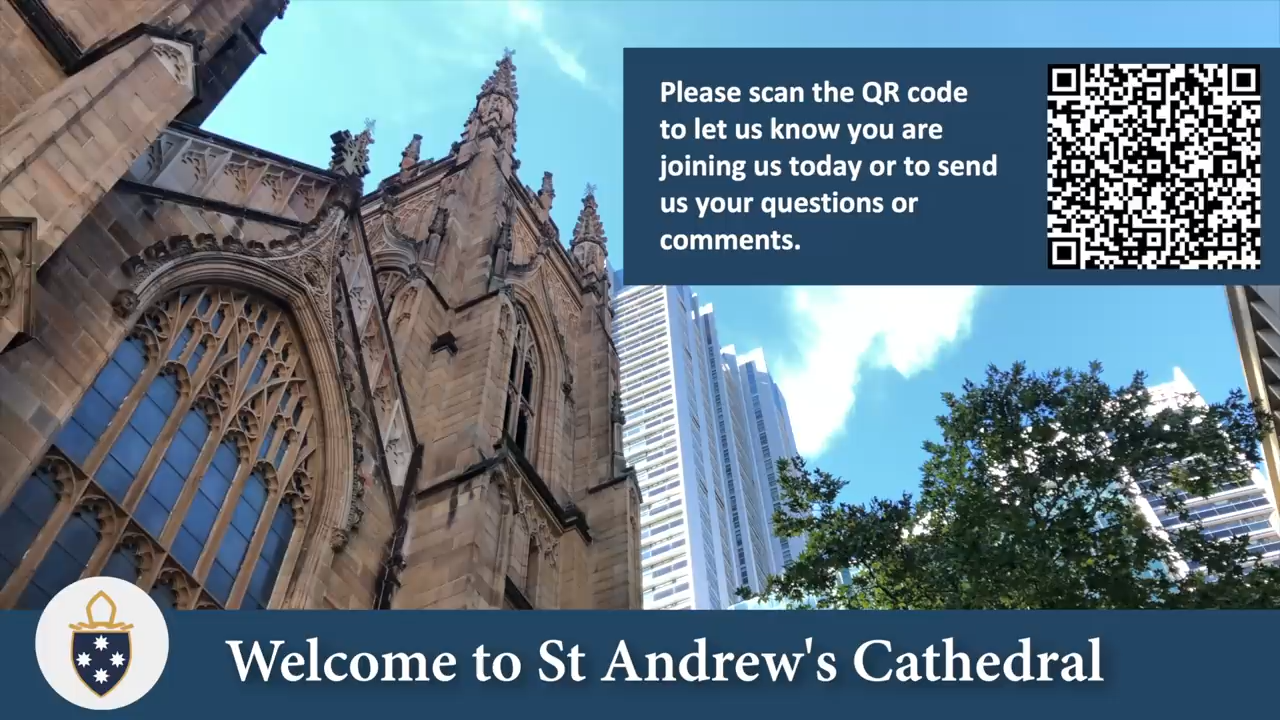 Please scan the QR code
to let us know you are
joining us today or to send
us your questions or
comments.
Welcome to St Andrew's Cathedral